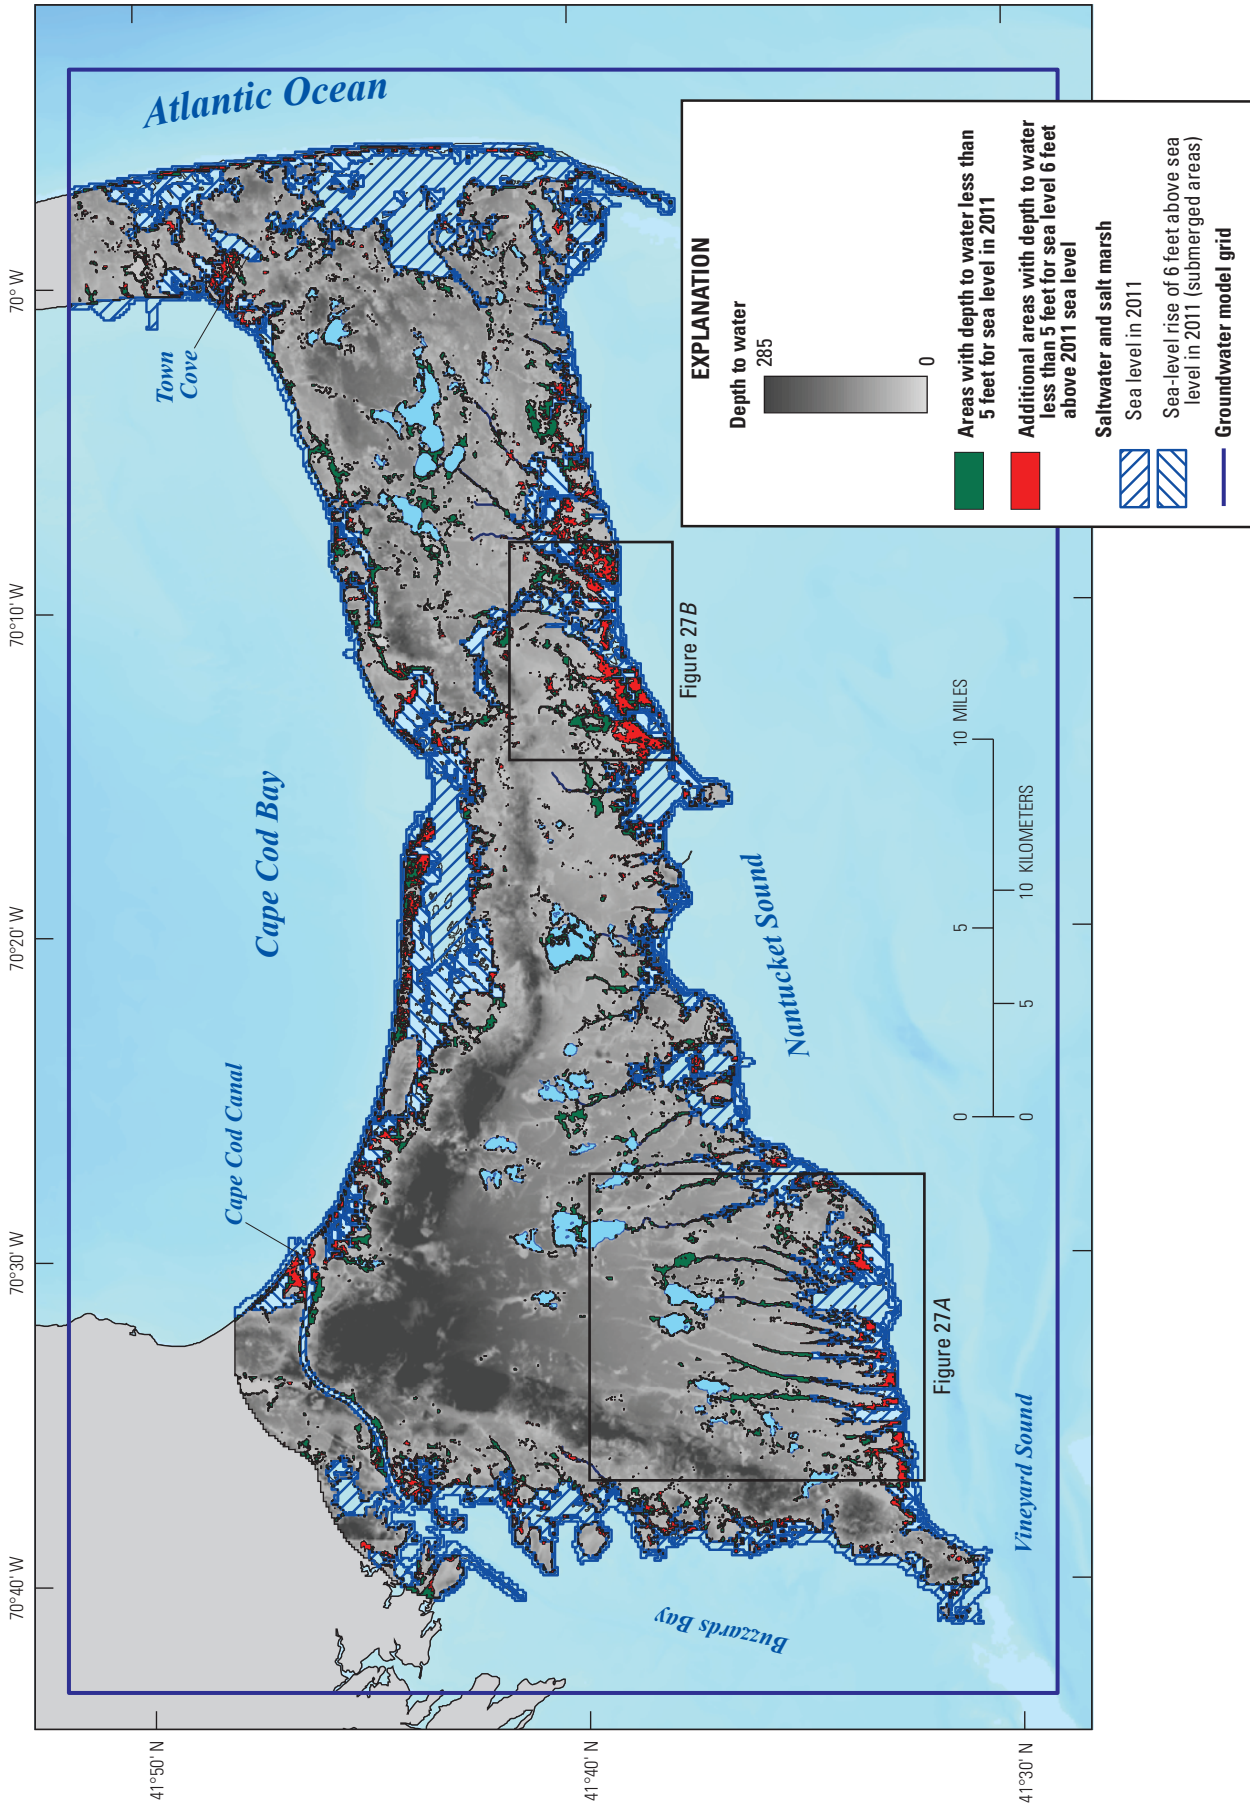 70°40' W
70°30' W
70°20' W
70°10' W
70° W
41°50' N
41°40' N
41°30' N
Atlantic Ocean
Town
Cove
Cape Cod Bay
Cape Cod Canal
Buzzards Bay
Nantucket Sound
Vineyard Sound
Figure 27A
Figure 27B
0 5 10 MILES
0 5 10 KILOMETERS
EXPLANATION
Depth to water
285
0
Areas with depth to water less than
5 feet for sea level in 2011
Additional areas with depth to water
less than 5 feet for sea level 6 feet
above 2011 sea level
Saltwater and salt marsh
Sea level in 2011
Sea-level rise of 6 feet above sea
level in 2011 (submerged areas)
Groundwater model grid